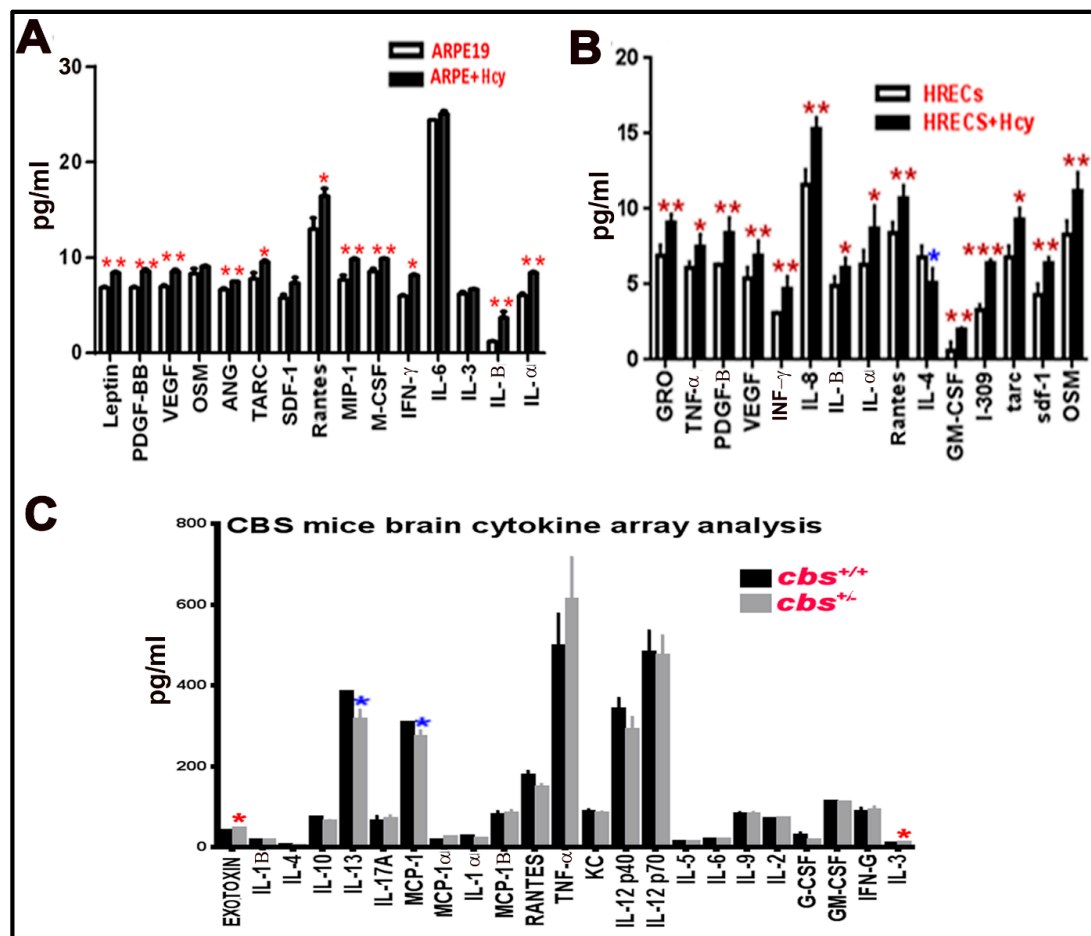 A
ARPE19
ARPE+Hcy
30
20
10
0
pg/ml
**
**
**
**
*
*
**
**
*
**
**
Leptin
PDGF-BB
VEGF
OSM
ANG
TARC
SDF-1
Rantes
MIP-1
M-CSF
IFN-γ
IL-6
IL-3
IL-B
IL-α
B
HRECs
HRECS+Hcy
20
15
10
5
0
pg/ml
**
*
**
**
**
**
*
*
**
*
**
***
*
**
**
GRO
TNF-α
PDGF-B
VEGF
INF-γ
IL-8
IL-B
IL-α
Rantes
IL-4
GM-CSF
I-309
tarc
sdf-1
OSM
C
CBS mice brain cytokine array analysis
cbs+/+
cbs+/-
800
600
400
200
0
pg/ml
*
*
*
*
EXOTOXIN
IL-1B
IL-4
IL-10
IL-13
IL-17A
MCP-1
MCP-1α
IL-1α
MCP-1B
RANTES
TNF-α
KC
IL-12 p40
IL-12 p70
IL-5
IL-6
IL-9
IL-2
G-CSF
GM-CSF
IFN-G
IL-3